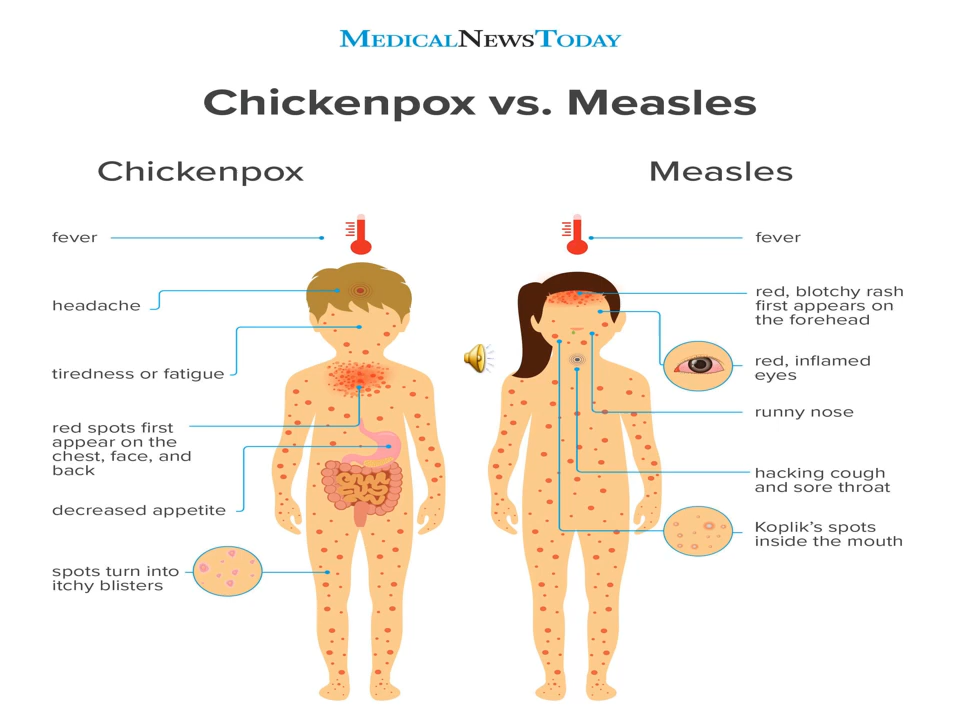 MEDICALNEWSTODAY
Chickenpox vs. Measles
Chickenpox
fever
headache
tiredness or fatigue
red spots first
appear on the
chest, face, and
back
decreased appetite
spots turn into
itchy blisters
Measles
fever
red, blotchy rash
first appears on
the forehead
red, inflamed
eyes
runny nose
hacking cough
and sore throat
Koplik’s spots
inside the mouth